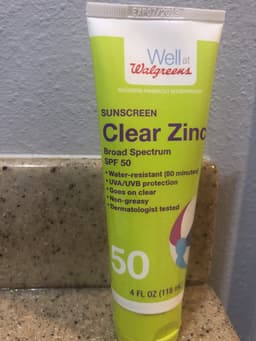 Well at
Walgreens
SUNSCREEN
Clear Zinc
Broad Spectrum
SPF 50
• Water-resistant (80 minutes
• UVA/UVB protection
• Goes on clear
• Non-greasy
• Dermatologist tested
50
4 FL OZ (118